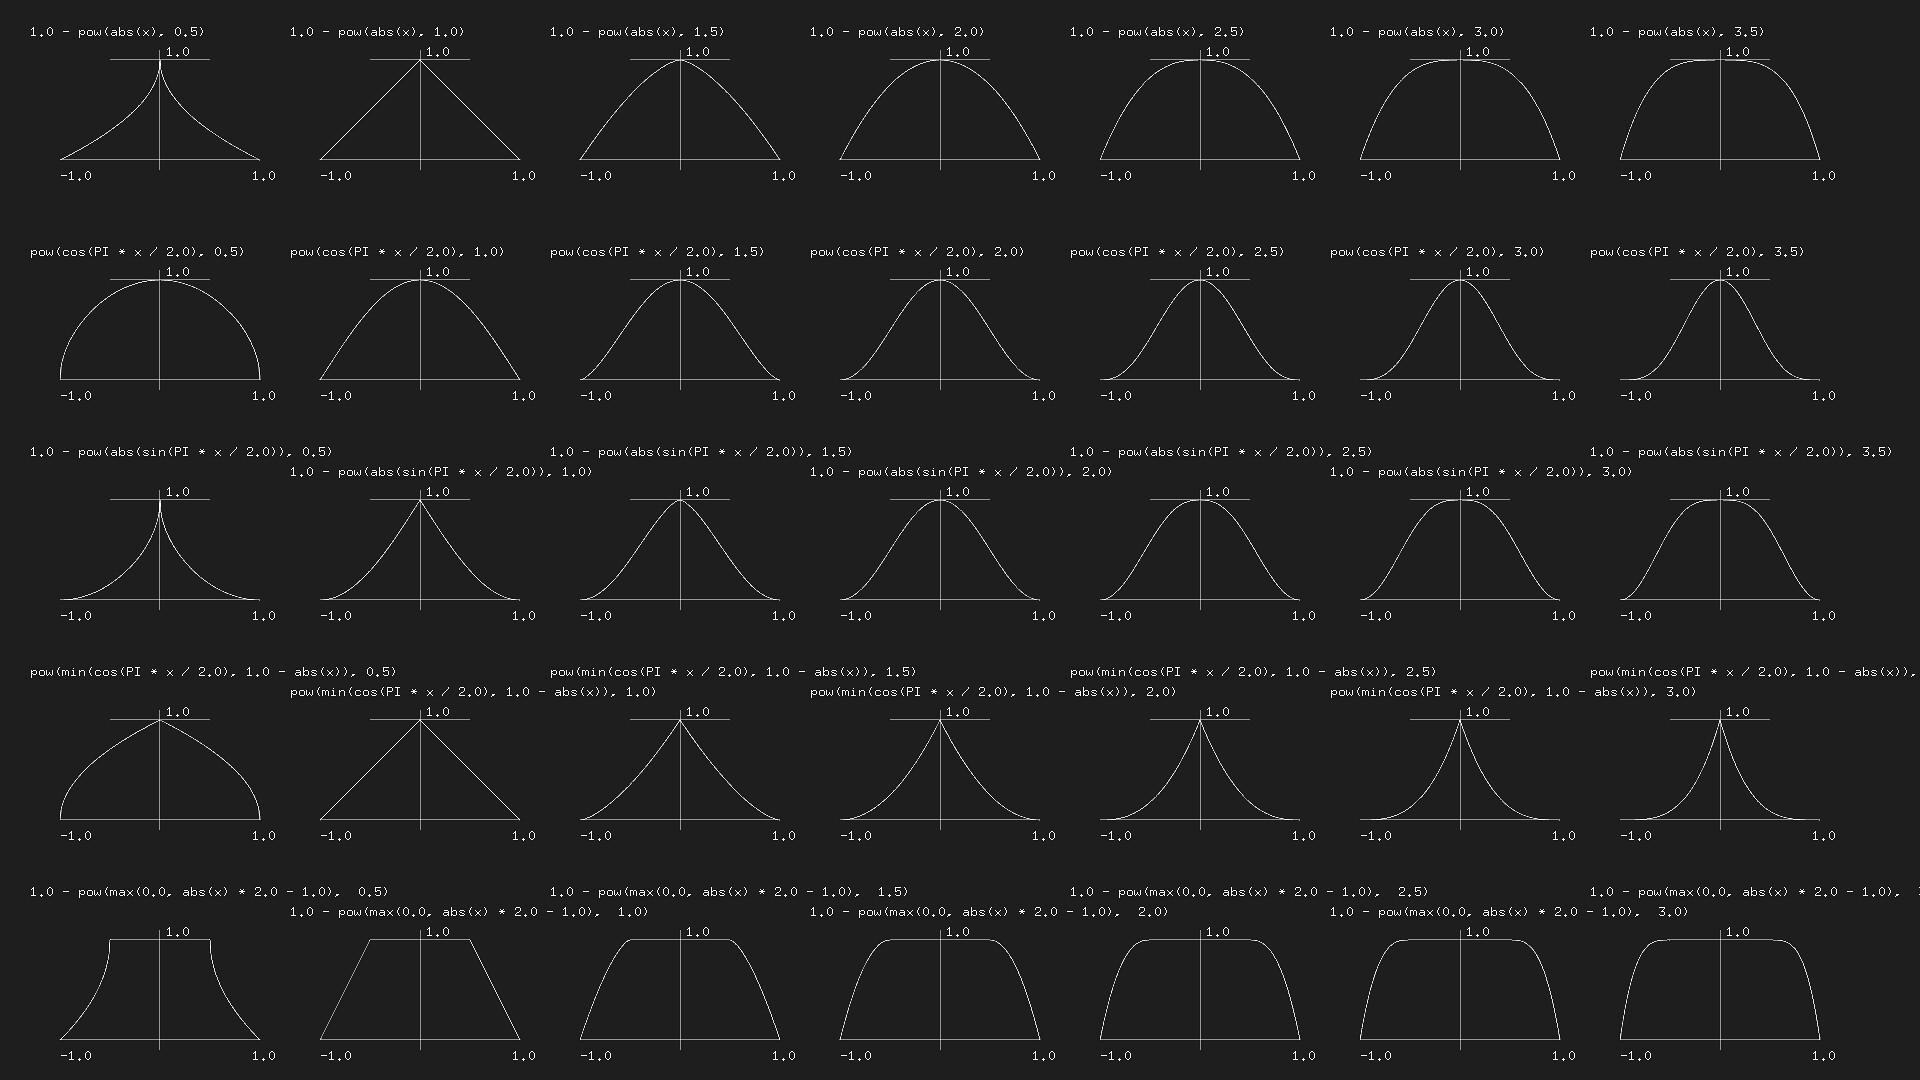 1.0 - pow(abs(x), 0.5)
1.0 - pow(abs(x), 1.0)
1.0 - pow(abs(x), 1.5)
1.0 - pow(abs(x), 2.0)
1.0 - pow(abs(x), 2.5)
1.0 - pow(abs(x), 3.0)
1.0 - pow(abs(x), 3.5)
1.0
1.0
1.0
1.0
1.0
1.0
1.0
-1.0 1.0
-1.0 1.0
-1.0 1.0
-1.0 1.0
-1.0 1.0
-1.0 1.0
-1.0 1.0
pow(cos(PI * x / 2.0), 0.5)
pow(cos(PI * x / 2.0), 1.0)
pow(cos(PI * x / 2.0), 1.5)
pow(cos(PI * x / 2.0), 2.0)
pow(cos(PI * x / 2.0), 2.5)
pow(cos(PI * x / 2.0), 3.0)
pow(cos(PI * x / 2.0), 3.5)
1.0
1.0
1.0
1.0
1.0
1.0
1.0
-1.0 1.0
-1.0 1.0
-1.0 1.0
-1.0 1.0
-1.0 1.0
-1.0 1.0
-1.0 1.0
1.0 - pow(abs(sin(PI * x / 2.0)), 0.5)
1.0 - pow(abs(sin(PI * x / 2.0)), 1.0)
1.0 - pow(abs(sin(PI * x / 2.0)), 1.5)
1.0 - pow(abs(sin(PI * x / 2.0)), 2.0)
1.0 - pow(abs(sin(PI * x / 2.0)), 2.5)
1.0 - pow(abs(sin(PI * x / 2.0)), 3.0)
1.0 - pow(abs(sin(PI * x / 2.0)), 3.5)
1.0
1.0
1.0
1.0
1.0
1.0
1.0
-1.0 1.0
-1.0 1.0
-1.0 1.0
-1.0 1.0
-1.0 1.0
-1.0 1.0
-1.0 1.0
pow(min(cos(PI * x / 2.0), 1.0 - abs(x)), 0.5)
pow(min(cos(PI * x / 2.0), 1.0 - abs(x)), 1.0)
pow(min(cos(PI * x / 2.0), 1.0 - abs(x)), 1.5)
pow(min(cos(PI * x / 2.0), 1.0 - abs(x)), 2.0)
pow(min(cos(PI * x / 2.0), 1.0 - abs(x)), 2.5)
pow(min(cos(PI * x / 2.0), 1.0 - abs(x)), 3.0)
pow(min(cos(PI * x / 2.0), 1.0 - abs(x)),
1.0
1.0
1.0
1.0
1.0
1.0
1.0
-1.0 1.0
-1.0 1.0
-1.0 1.0
-1.0 1.0
-1.0 1.0
-1.0 1.0
-1.0 1.0
1.0 - pow(max(0.0, abs(x) * 2.0 - 1.0),  0.5)
1.0 - pow(max(0.0, abs(x) * 2.0 - 1.0),  1.0)
1.0 - pow(max(0.0, abs(x) * 2.0 - 1.0),  1.5)
1.0 - pow(max(0.0, abs(x) * 2.0 - 1.0),  2.0)
1.0 - pow(max(0.0, abs(x) * 2.0 - 1.0),  2.5)
1.0 - pow(max(0.0, abs(x) * 2.0 - 1.0),  3.0)
1.0 - pow(max(0.0, abs(x) * 2.0 - 1.0),
1.0
1.0
1.0
1.0
1.0
1.0
1.0
-1.0 1.0
-1.0 1.0
-1.0 1.0
-1.0 1.0
-1.0 1.0
-1.0 1.0
-1.0 1.0